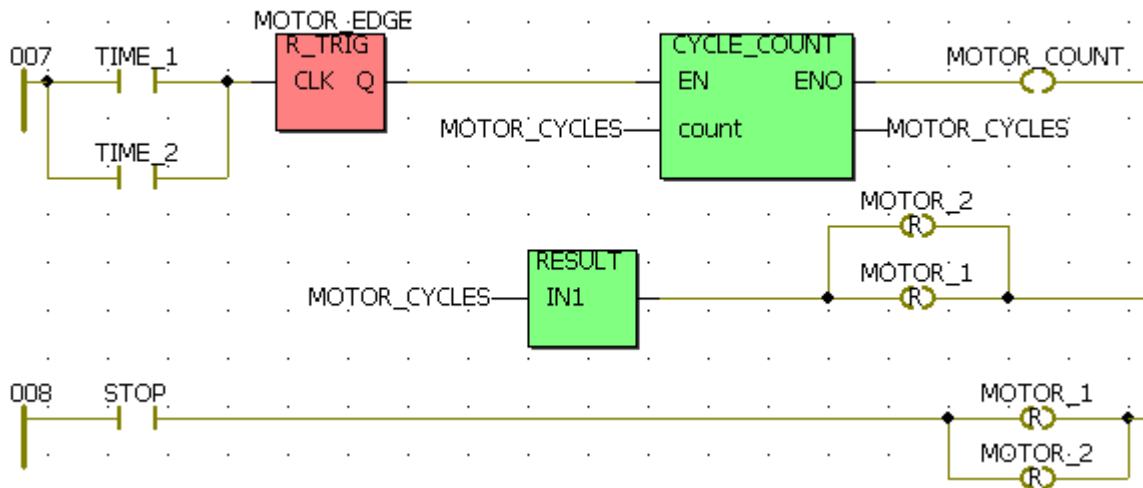 MOTOR_EDGE
007 TIME_1 R_TRIG CYCLE_COUNT MOTOR_COUNT
CLK Q EN ENO
MOTOR_CYCLES count MOTOR_CYCLES
TIME_2
MOTOR_2
R
RESULT MOTOR_1
MOTOR_CYCLES IN1 R
008 STOP MOTOR_1
R
MOTOR_2
R